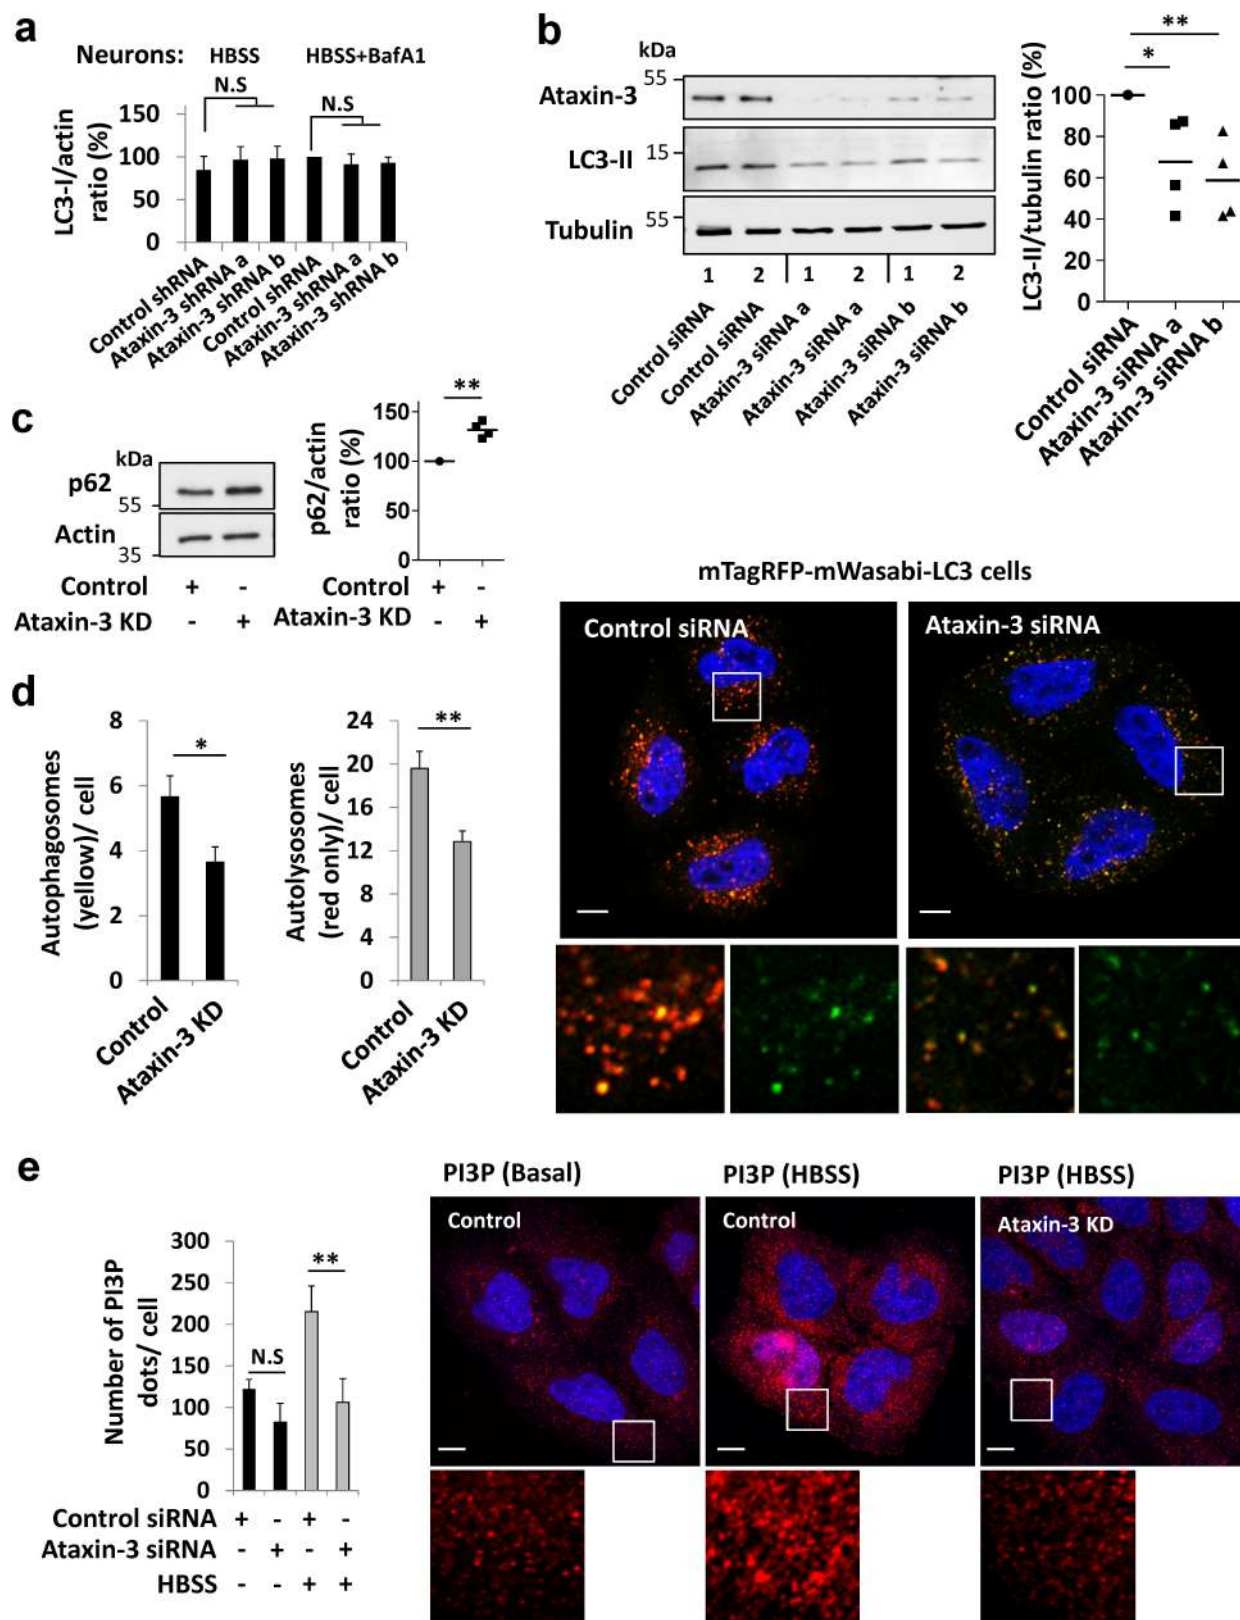 a
Neurons:
HBSS
HBSS+BafA1
N.S
N.S
LC3-I/actin
ratio (%)
150
100
50
0
Control shRNA
Ataxin-3 shRNA a
Ataxin-3 shRNA b
Control shRNA
Ataxin-3 shRNA a
Ataxin-3 shRNA b
b
kDa
Ataxin-3
55
LC3-II
15
Tubulin
55
1 2 1 2 1 2
Control siRNA
Control siRNA
Ataxin-3 siRNA a
Ataxin-3 siRNA a
Ataxin-3 siRNA b
Ataxin-3 siRNA b
**
*
LC3-II/tubulin ratio (%)
100
80
60
40
20
0
Control siRNA
Ataxin-3 siRNA a
Ataxin-3 siRNA b
c
kDa
p62
55
Actin
35
Control + -
Ataxin-3 KD - +
**
p62/actin
ratio (%)
150
100
50
0
Control + -
Ataxin-3 KD - +
d
Autophagosomes
(yellow)/ cell
8
6
4
2
0
*
Control
Ataxin-3 KD
Autolysosomes
(red only)/ cell
24
20
16
12
8
4
0
**
Control
Ataxin-3 KD
mTagRFP-mWasabi-LC3 cells
Control siRNA
Ataxin-3 siRNA
e
Number of PI3P
dots/ cell
300
250
200
150
100
50
0
N.S
**
Control siRNA + - + -
Ataxin-3 siRNA - + - +
HBSS - - + +
PI3P (Basal)
PI3P (HBSS)
PI3P (HBSS)
Control
Control
Ataxin-3 KD